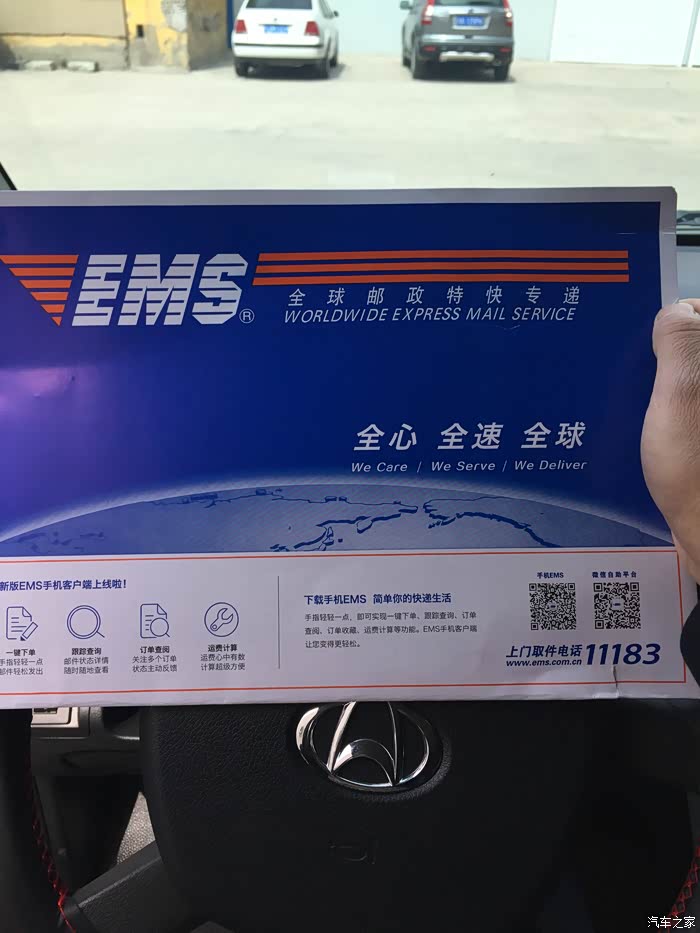 EMS®
全球邮政特快专递
WORLDWIDE EXPRESS MAIL SERVICE
全心 全速 全球
We Care / We Serve / We Deliver
新版EMS手机客户端上线啦!
一键下单
手指轻轻一点
邮件轻松发出
跟踪查询
邮件状态详情
随时随地查看
订单查阅
关注多个订单
状态主动反馈
运费计算
运费心中有数
计算超级方便
下载手机EMS 简单你的快递生活
手指轻轻一点，即可实现一键下单、跟踪查询、订单
查阅、订单收藏、运费计算等功能。EMS手机客户端
让您变得更轻松。
手机EMS
微信自助平台
上门取件电话 11183
www.ems.com.cn
汽车之家